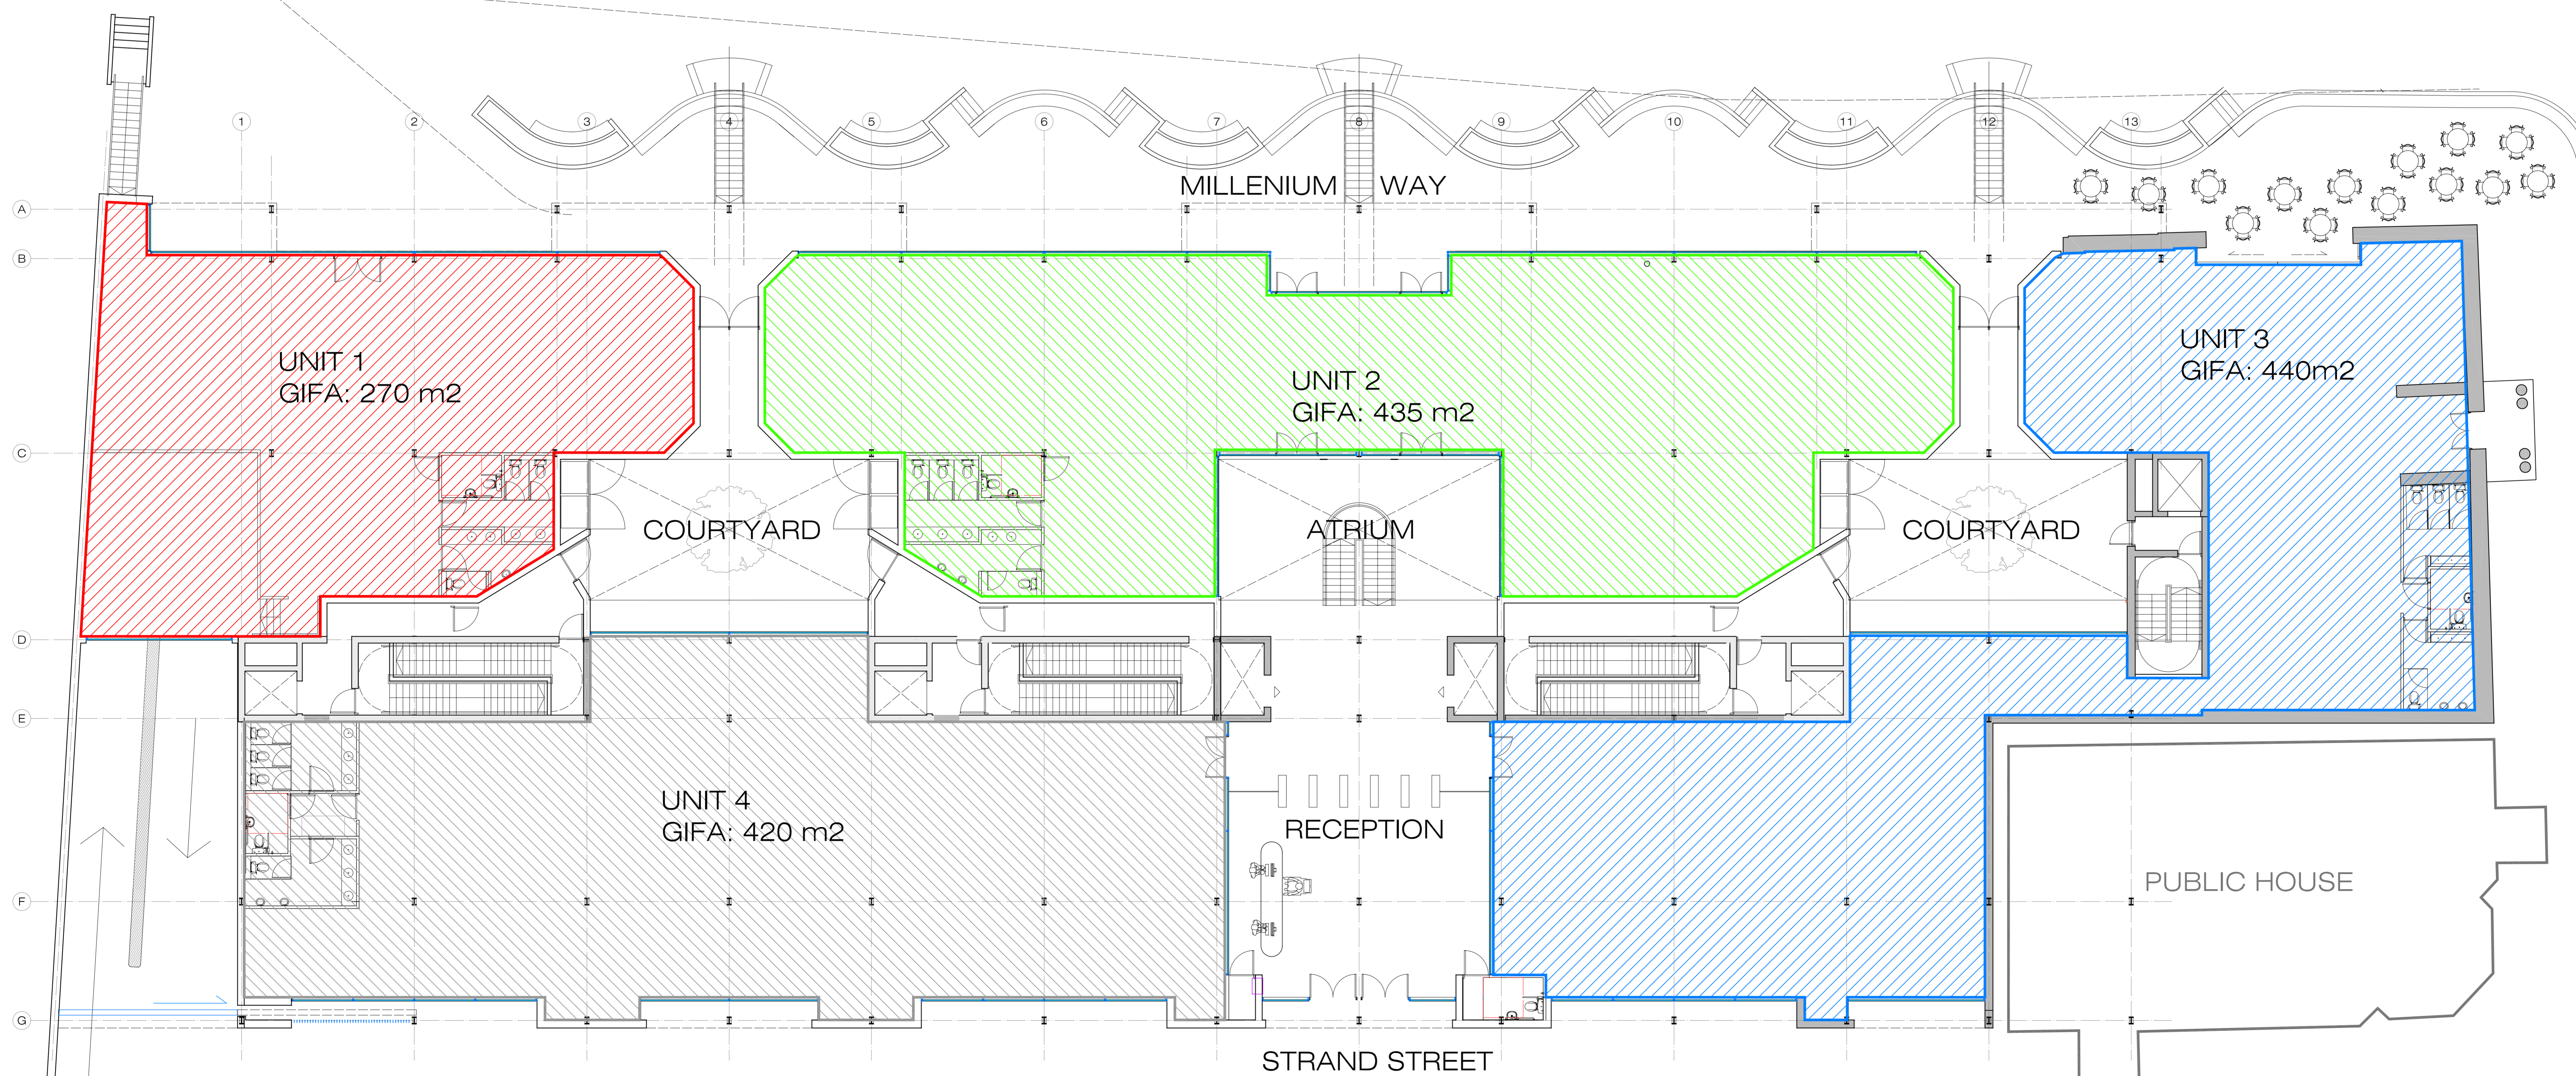 1
2
3
4
5
6
7
8
9
10
11
12
13
MILLENIUM WAY
A
B
UNIT 1
GIFA: 270 m2
UNIT 2
GIFA: 435 m2
UNIT 3
GIFA: 440m2
C
COURTYARD
ATRIUM
COURTYARD
D
E
UNIT 4
GIFA: 420 m2
RECEPTION
PUBLIC HOUSE
F
G
STRAND STREET